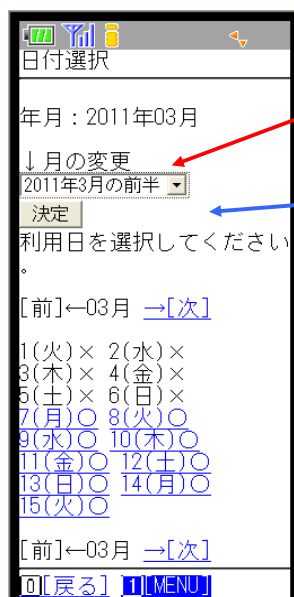 日付選択
年月：2011年03月
↓月の変更
2011年3月の前半
決定
利用日を選択してください
。
[前]←03月 →[次]
1(火)× 2(水)×
3(木)× 4(金)×
5(土)× 6(日)×
7(月)○ 8(火)○
9(水)○ 10(木)○
11(金)○ 12(土)○
13(日)○ 14(月)○
15(火)○
[前]←03月 →[次]
0[戻る] 1[MENU]